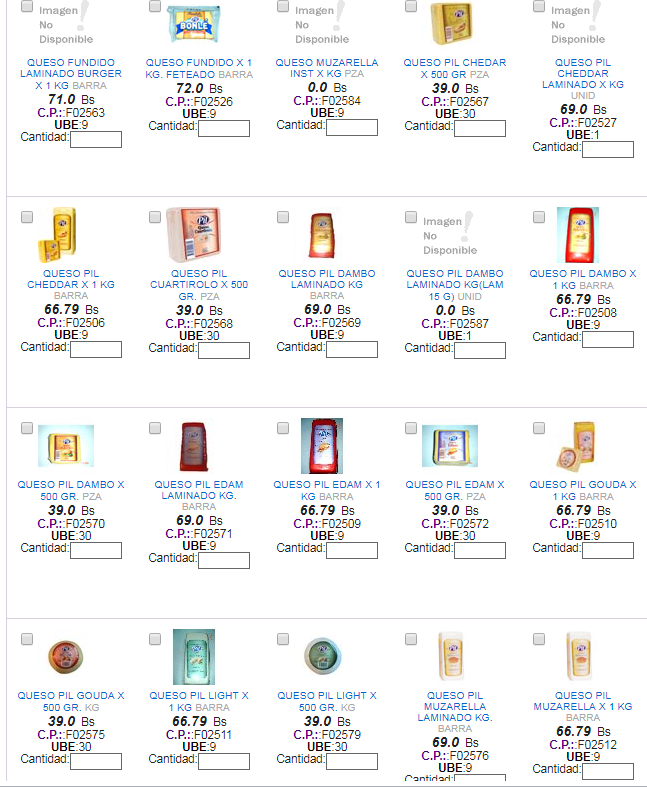 Imagen
No
Disponible
QUESO FUNDIDO
LAMINADO BURGER
X 1 KG BARRA
71.0 Bs
C.P.::F02563
UBE:9
Cantidad:
QUESO FUNDIDO X 1
KG. FETEADO BARRA
72.0 Bs
C.P.::F02526
UBE:9
Cantidad:
Imagen
No
Disponible
QUESO MUZARELLA
INST X KG PZA
0.0 Bs
C.P.::F02584
UBE:9
Cantidad:
QUESO PIL CHEDAR
X 500 GR PZA
39.0 Bs
C.P.::F02567
UBE:30
Cantidad:
Imagen
No
Disponible
QUESO PIL
CHEDDAR
LAMINADO X KG
UNID
69.0 Bs
C.P.::F02527
UBE:1
Cantidad:
QUESO PIL
CHEDDAR X 1 KG
BARRA
66.79 Bs
C.P.::F02506
UBE:9
Cantidad:
QUESO PIL
CUARTIROLO X 500
GR. PZA
39.0 Bs
C.P.::F02568
UBE:30
Cantidad:
QUESO PIL DAMBO
LAMINADO KG
BARRA
69.0 Bs
C.P.::F02569
UBE:9
Cantidad:
Imagen
No
Disponible
QUESO PIL DAMBO
LAMINADO KG(LAM
15 G) UNID
0.0 Bs
C.P.::F02587
UBE:1
Cantidad:
QUESO PIL DAMBO X
1 KG BARRA
66.79 Bs
C.P.::F02508
UBE:9
Cantidad:
QUESO PIL DAMBO X
500 GR. PZA
39.0 Bs
C.P.::F02570
UBE:30
Cantidad:
QUESO PIL EDAM
LAMINADO KG.
BARRA
69.0 Bs
C.P.::F02571
UBE:9
Cantidad:
QUESO PIL EDAM X 1
KG BARRA
66.79 Bs
C.P.::F02509
UBE:9
Cantidad:
QUESO PIL EDAM X
500 GR. PZA
39.0 Bs
C.P.::F02572
UBE:30
Cantidad:
QUESO PIL GOUDA X
1 KG BARRA
66.79 Bs
C.P.::F02510
UBE:9
Cantidad:
QUESO PIL GOUDA X
500 GR. KG
39.0 Bs
C.P.::F02575
UBE:30
Cantidad:
QUESO PIL LIGHT X
1 KG BARRA
66.79 Bs
C.P.::F02511
UBE:9
Cantidad:
QUESO PIL LIGHT X
500 GR. KG
39.0 Bs
C.P.::F02579
UBE:30
Cantidad:
QUESO PIL
MUZARELLA
LAMINADO KG.
BARRA
69.0 Bs
C.P.::F02576
UBE:9
Cantidad:
QUESO PIL
MUZARELLA X 1 KG
BARRA
66.79 Bs
C.P.::F02512
UBE:9
Cantidad: